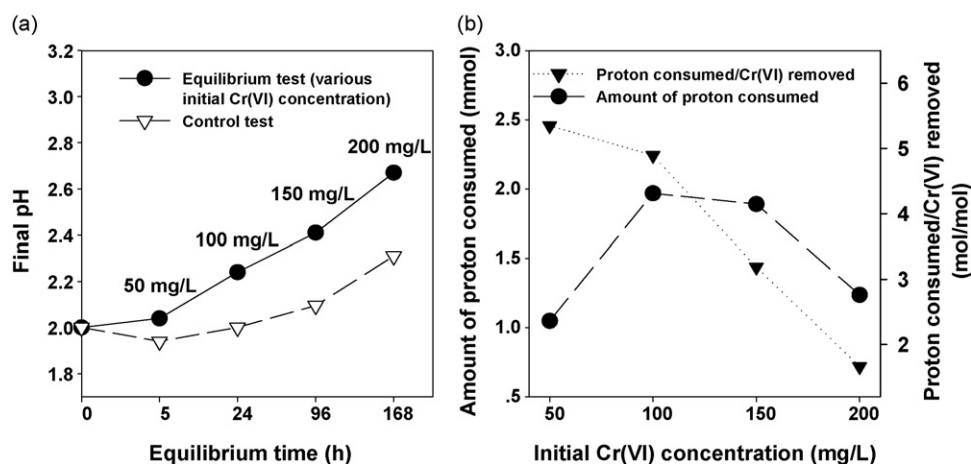 (a)
3.2
3.0
2.8
2.6
2.4
2.2
2.0
1.8
Final pH
Equilibrium test (various
initial Cr(VI) concentration)
Control test
50 mg/L
100 mg/L
150 mg/L
200 mg/L
0 5 24 96 168
Equilibrium time (h)
(b)
3.0
2.5
2.0
1.5
1.0
.5
Amount of proton consumed (mmol)
Proton consumed/Cr(VI) removed
Amount of proton consumed
6
5
4
3
2
Proton consumed/Cr(VI) removed
(mol/mol)
50 100 150 200
Initial Cr(VI) concentration (mg/L)